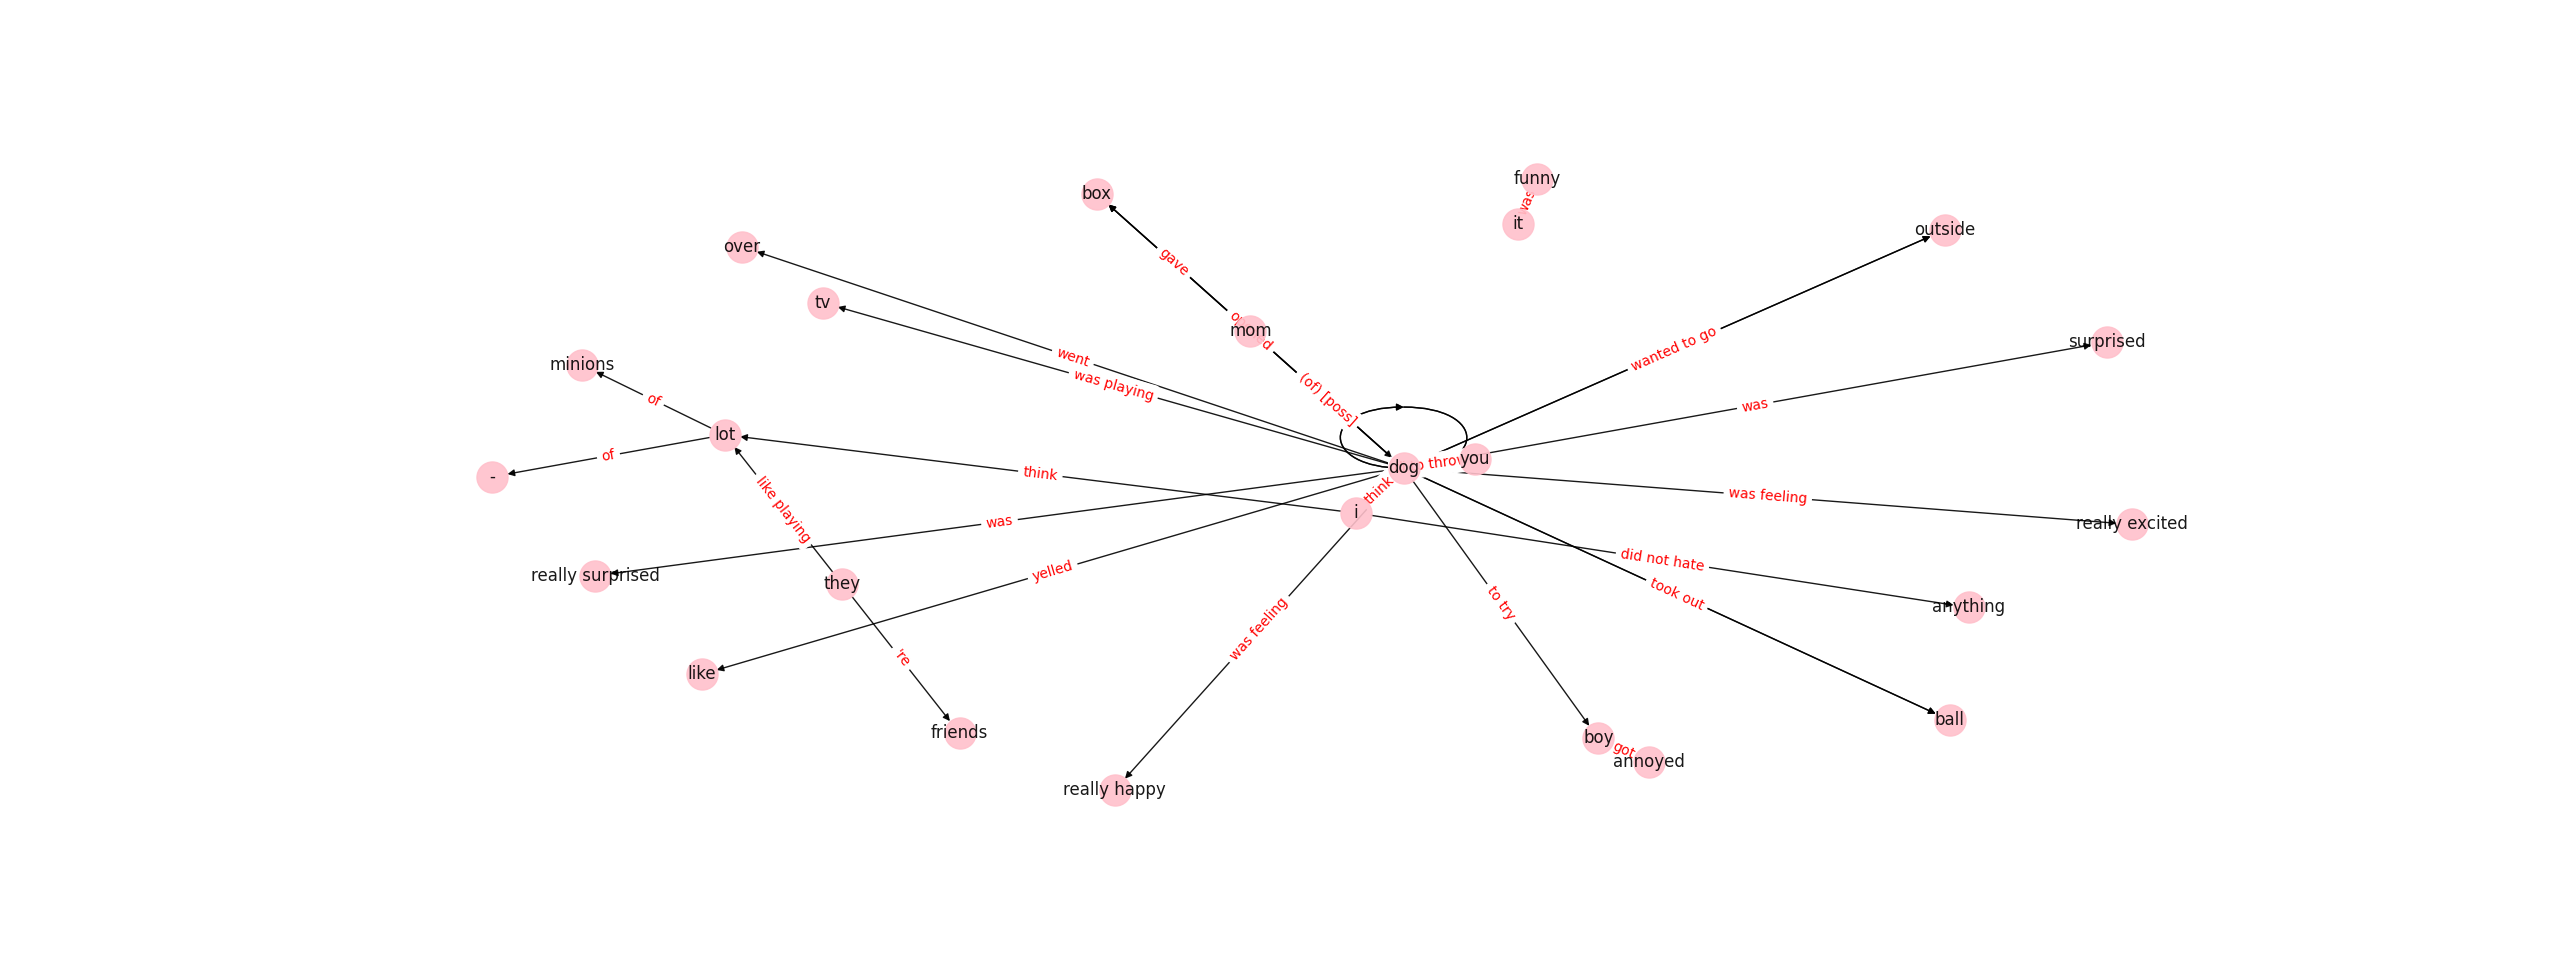 funny
was
it
box
outside
over
gave
tv
mom
wanted to go
surprised
minions
went
was playing
(of) [poss]
was
of
lot
of
-
think
dog
you
think
was feeling
really excited
like playing
i
was
did not hate
really surprised
they
yelled
to try
took out
anything
was feeling
're
like
friends
boy
got
annoyed
ball
really happy